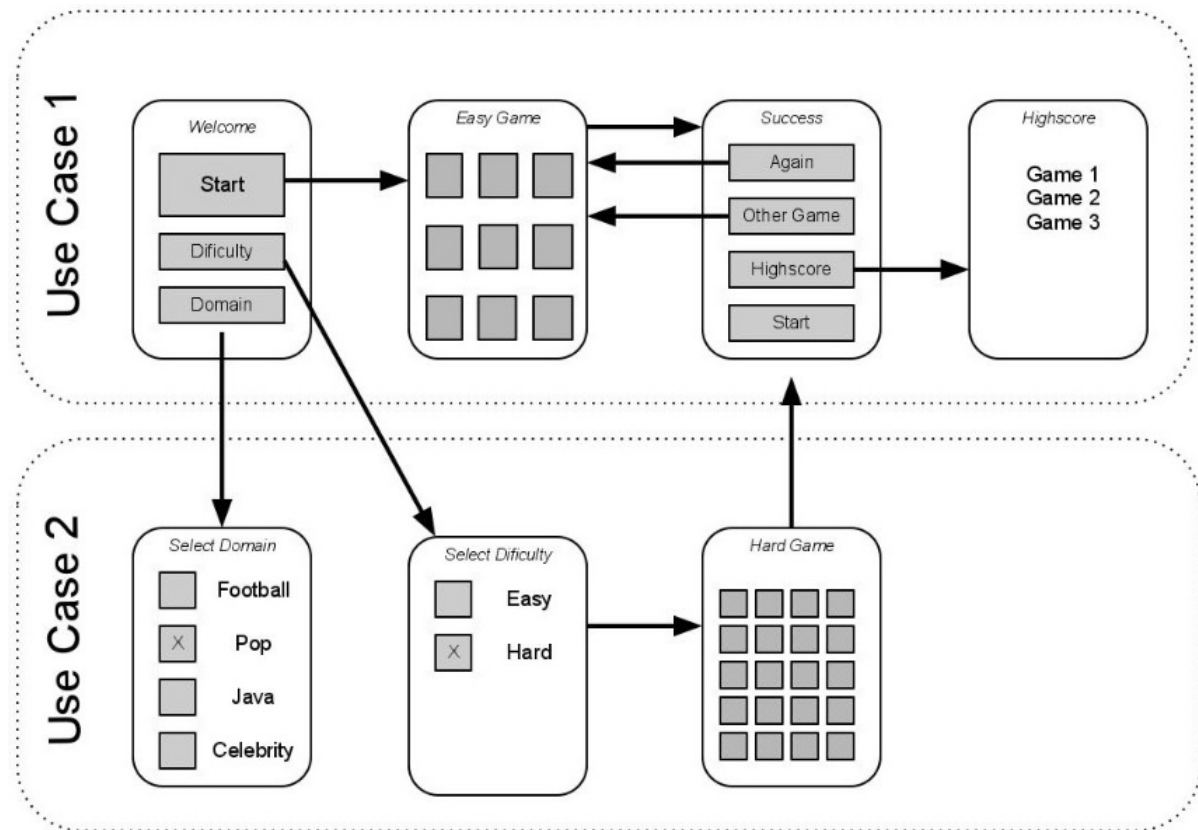 Use Case 1
Welcome
Start
Dificulty
Domain
Easy Game
Success
Again
Other Game
Highscore
Start
Highscore
Game 1
Game 2
Game 3
Use Case 2
Select Domain
Football
X Pop
Java
Celebrity
Select Dificulty
Easy
X Hard
Hard Game